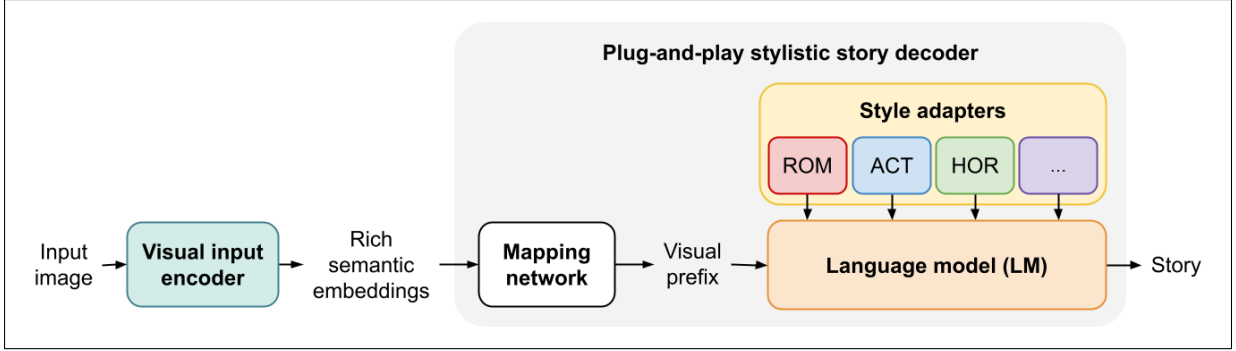 Plug-and-play stylistic story decoder
Style adapters
ROM
ACT
HOR
...
Input
image
Visual input
encoder
Rich
semantic
embeddings
Mapping
network
Visual
prefix
Language model (LM)
Story